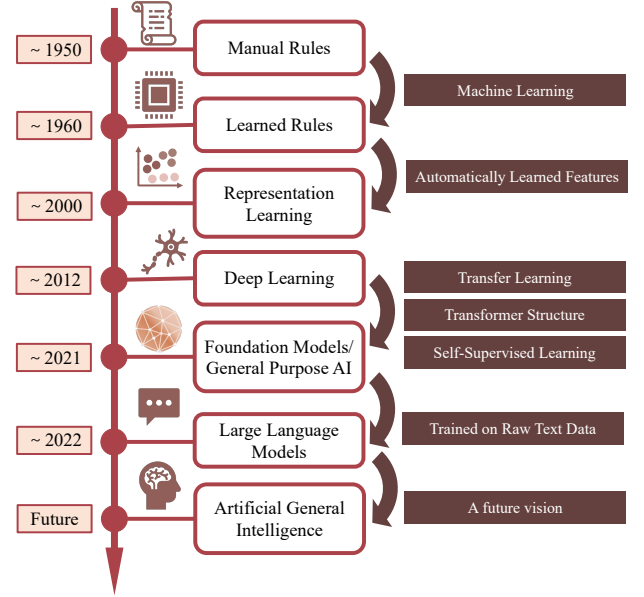 ~ 1950
Manual Rules
Machine Learning
~ 1960
Learned Rules
Automatically Learned Features
~ 2000
Representation
Learning
~ 2012
Deep Learning
Transfer Learning
Transformer Structure
~ 2021
Foundation Models/
General Purpose AI
Self-Supervised Learning
~ 2022
Large Language
Models
Trained on Raw Text Data
Future
Artificial General
Intelligence
A future vision